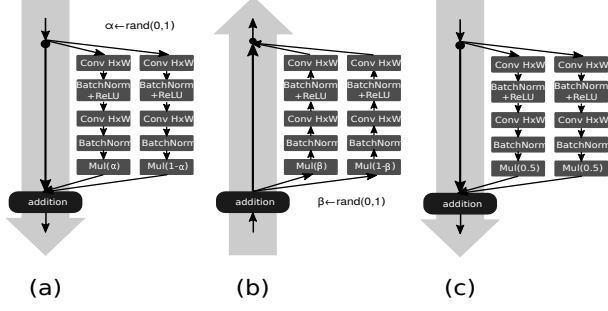 α←rand(0,1)
Conv HxW Conv HxW
BatchNorm BatchNorm
+ReLU +ReLU
Conv HxW Conv HxW
BatchNorm BatchNorm
Mul(α) Mul(1-α)
addition
(a)
Conv HxW Conv HxW
BatchNorm BatchNorm
+ReLU +ReLU
Conv HxW Conv HxW
BatchNorm BatchNorm
Mul(β) Mul(1-β)
addition
β←rand(0,1)
(b)
Conv HxW Conv HxW
BatchNorm BatchNorm
+ReLU +ReLU
Conv HxW Conv HxW
BatchNorm BatchNorm
Mul(0.5) Mul(0.5)
addition
(c)